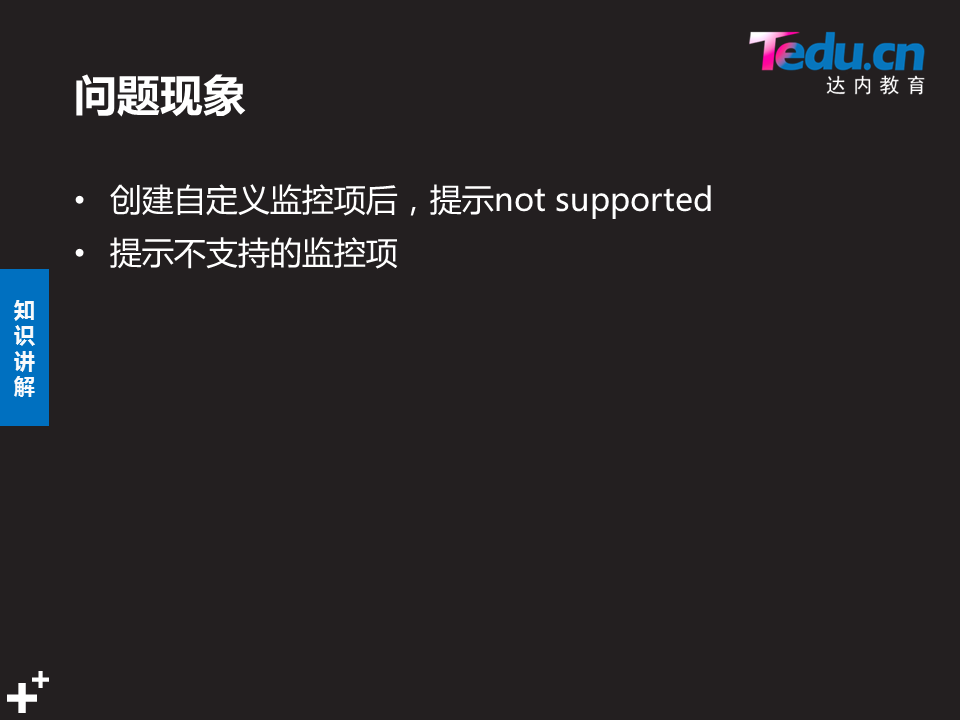 Tedu.cn
达内教育
问题现象
• 创建自定义监控项后，提示not supported
• 提示不支持的监控项
知
识
讲
解